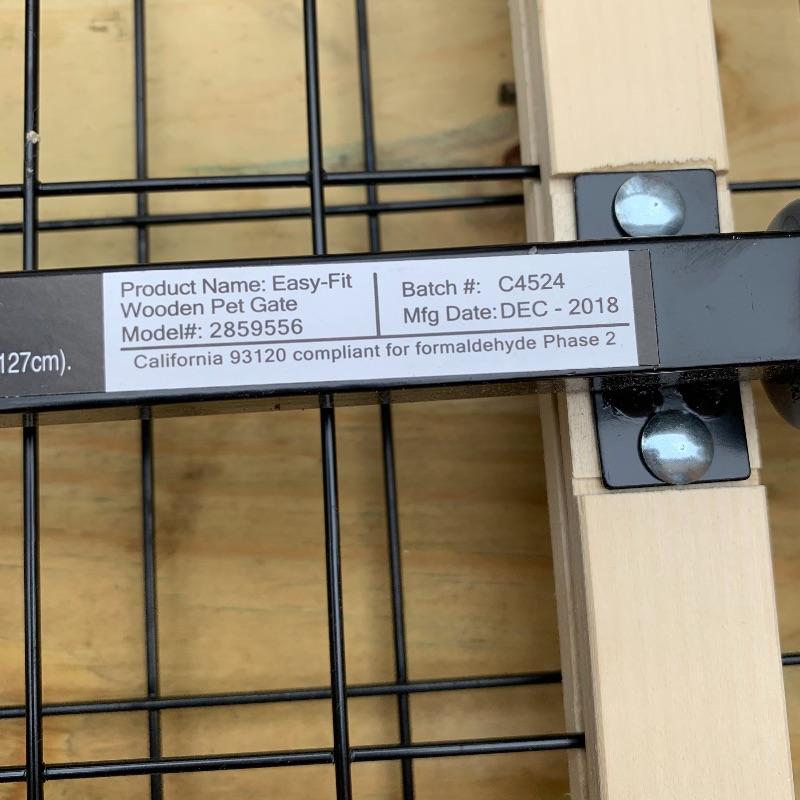 127cm).
Product Name: Easy-Fit
Wooden Pet Gate
Model#: 2859556
Batch #: C4524
Mfg Date: DEC - 2018
California 93120 compliant for formaldehyde Phase 2